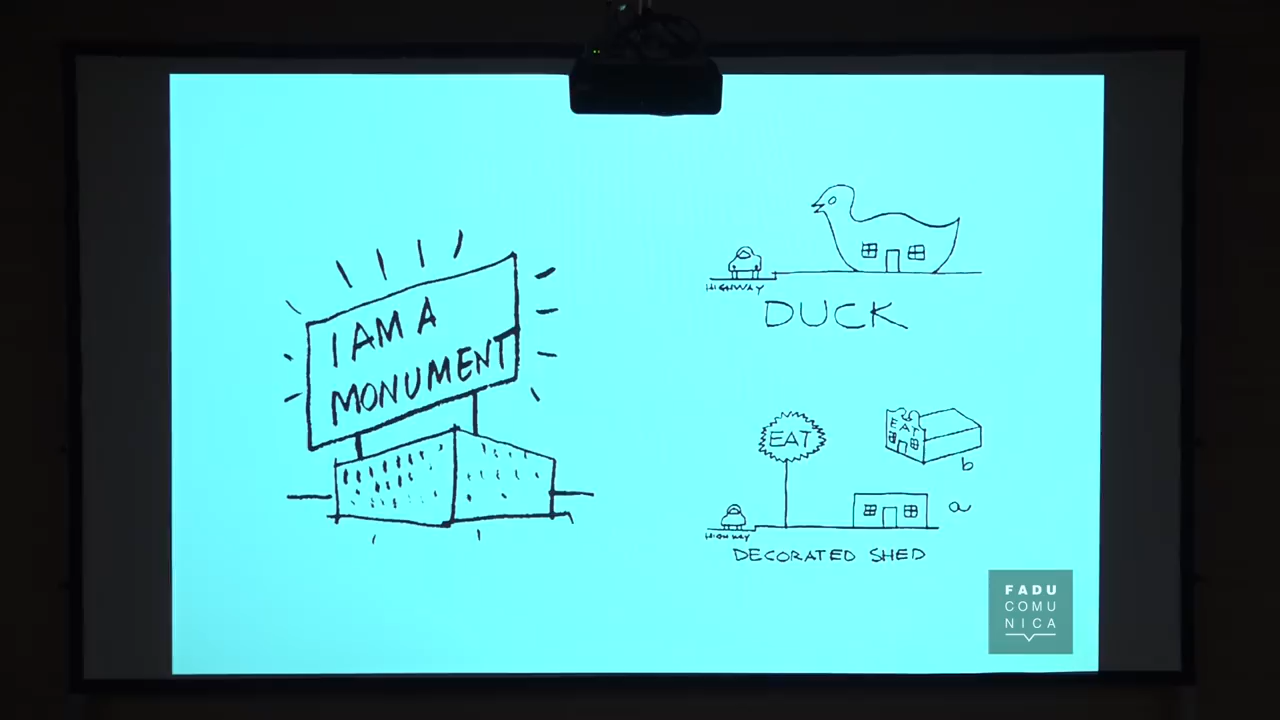 I AM A
MONUMENT
HIGHWAY
DUCK
EAT
EAT
b
a
HIGHWAY
DECORATED SHED
FADU
COMU
NICA